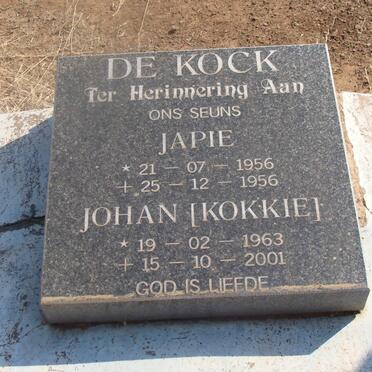 DE KOCK
Ter Herinnering Aan
ONS SEUNS
JAPIE
* 21 - 07 - 1956
+ 25 - 12 - 1956
JOHAN [KOKKIE]
* 19 - 02 - 1963
+ 15 - 10 - 2001
GOD IS LIEFDE